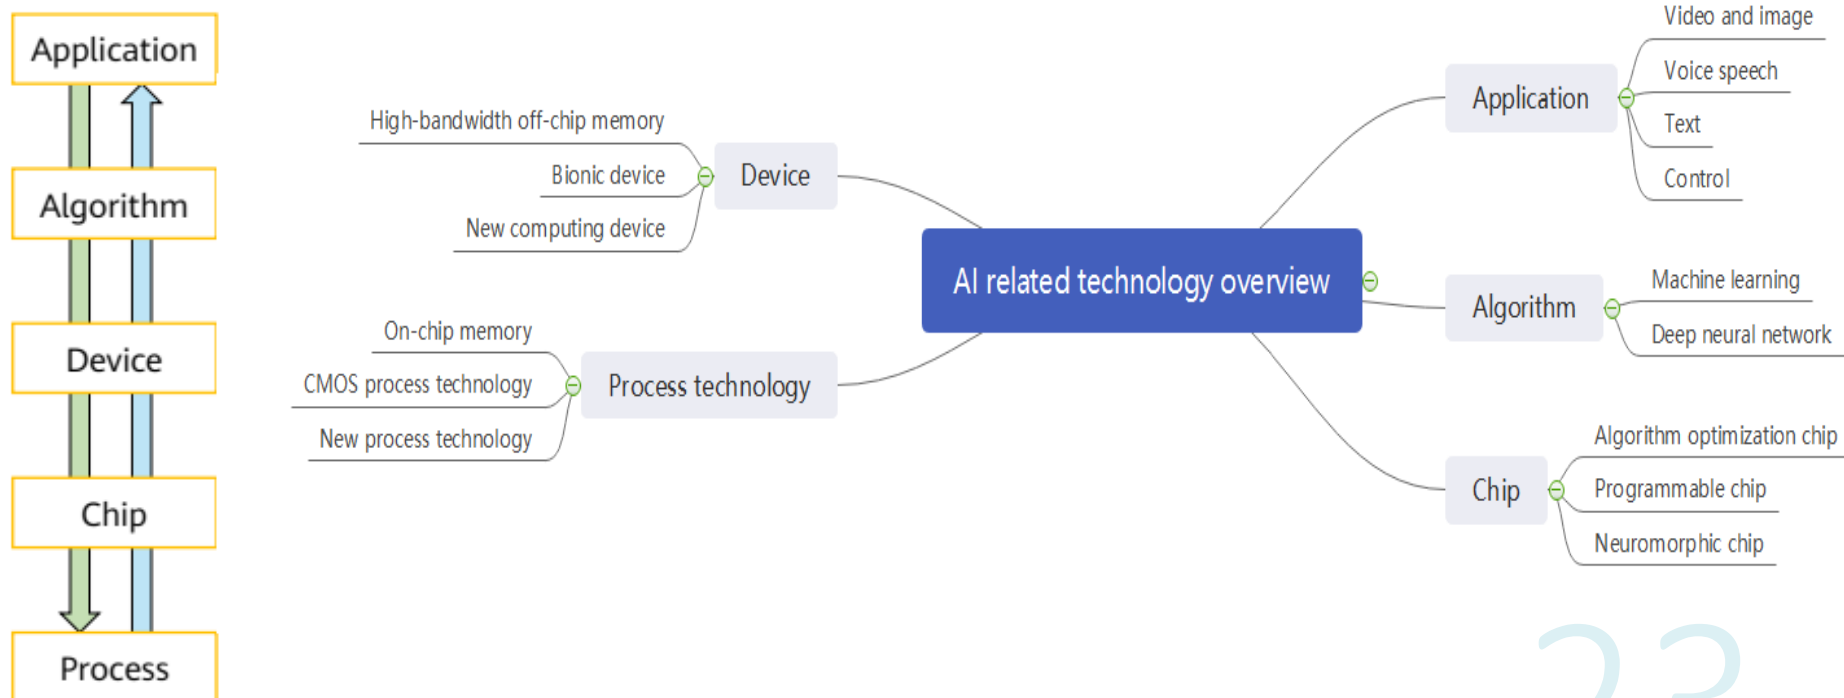 Application
Algorithm
Device
Chip
Process
High-bandwidth off-chip memory
Bionic device
New computing device
Device
On-chip memory
CMOS process technology
New process technology
Process technology
AI related technology overview
Application
Video and image
Voice speech
Text
Control
Algorithm
Machine learning
Deep neural network
Chip
Algorithm optimization chip
Programmable chip
Neuromorphic chip
23